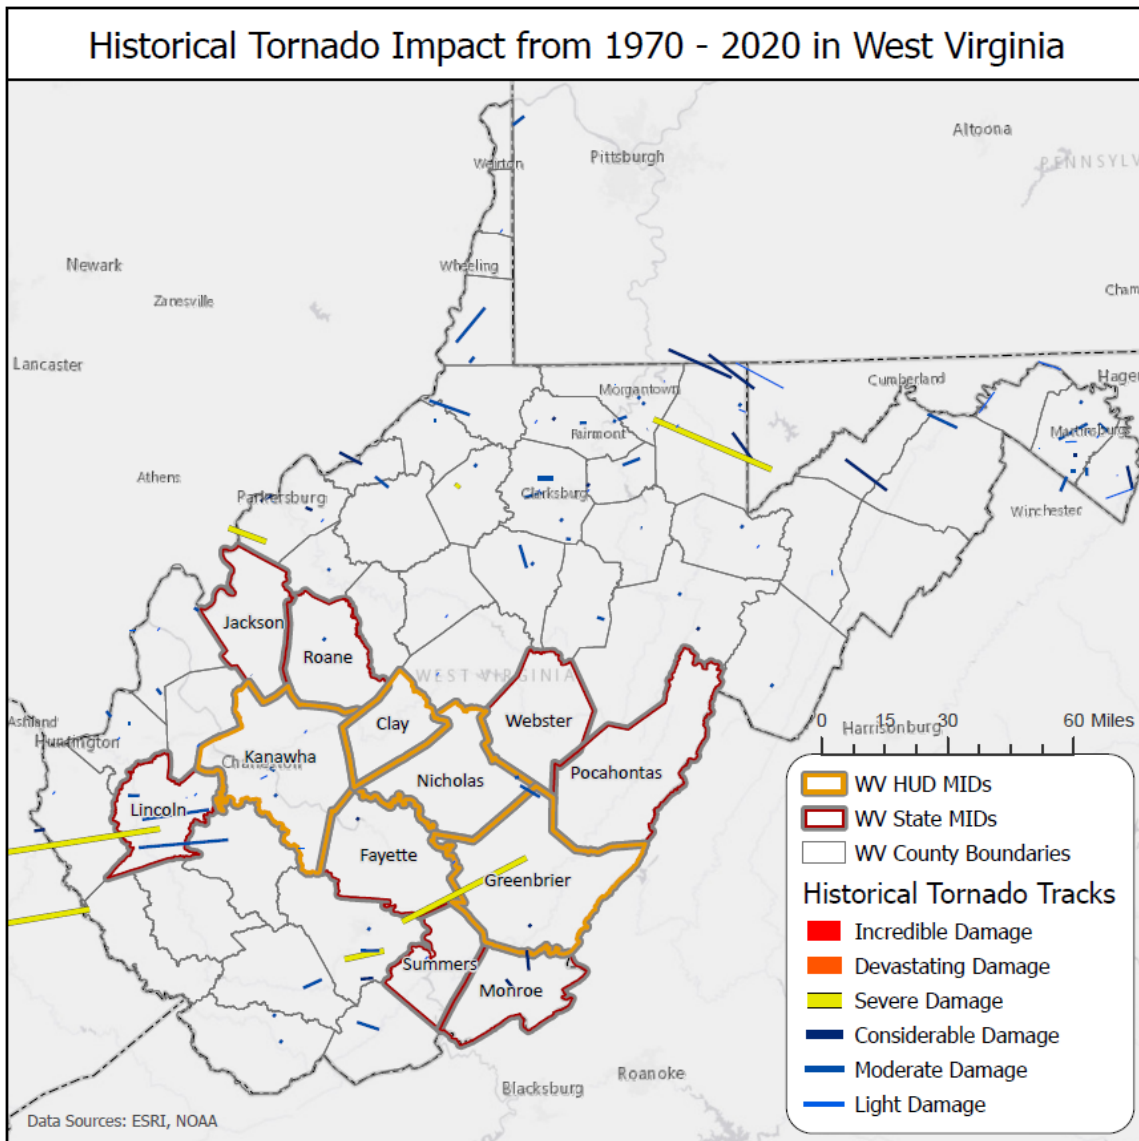 Historical Tornado Impact from 1970 - 2020 in West Virginia
Altoona
Pittsburgh
PENNSYLV
Weirton
Newark
Wheeling
Zanesville
Cham
Lancaster
Cumberland
Hager
Morgantown
Fairmont
Martinsburg
Athens
Parkersburg
Clarksburg
Winchester
Jackson
Roane
WEST VIRGINIA
Webster
Clay
Ashland
Huntington
Kanawha
Charleston
Nicholas
Pocahontas
Harrisonburg
0 15 30 60 Miles
Lincoln
Fayette
Greenbrier
Summers
Monroe
Roanoke
Blacksburg
WV HUD MIDs
WV State MIDs
WV County Boundaries
Historical Tornado Tracks
Incredible Damage
Devastating Damage
Severe Damage
Considerable Damage
Moderate Damage
Light Damage
Data Sources: ESRI, NOAA